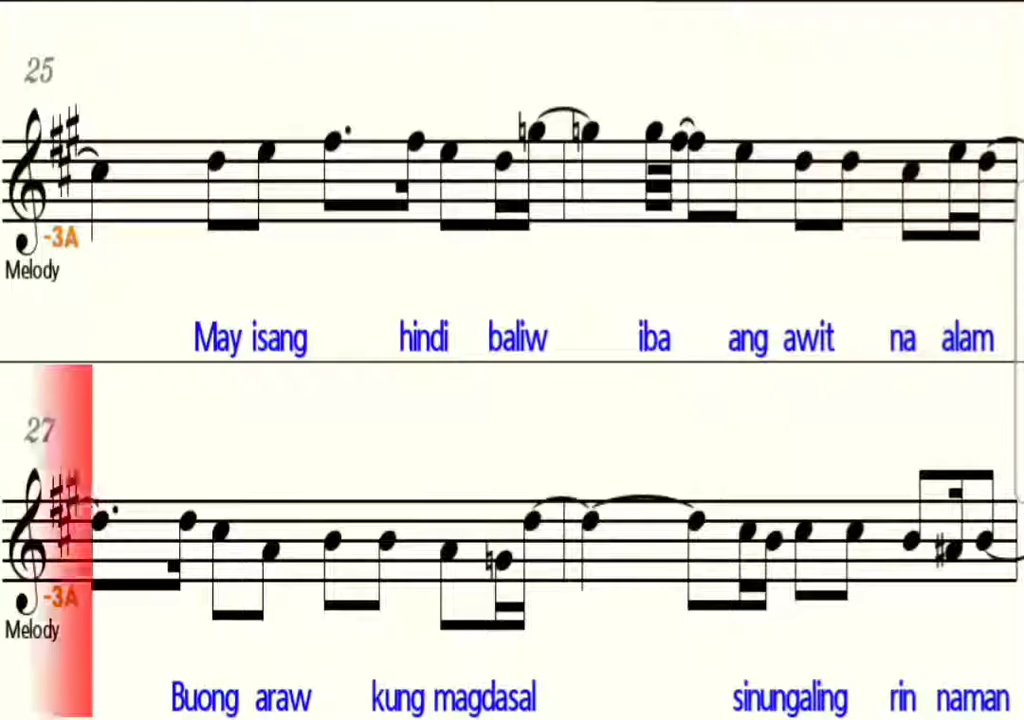 25
-3A
Melody
May isang hindi baliw iba ang awit na alam
27
-3A
Melody
Buong araw kung magdasal sinungaling rin naman